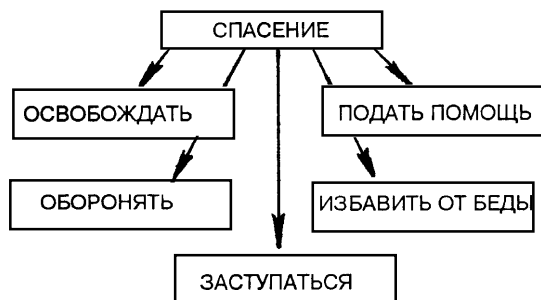 СПАСЕНИЕ
ОСВОБОЖДАТЬ
ПОДАТЬ ПОМОЩЬ
ОБОРОНЯТЬ
ИЗБАВИТЬ ОТ БЕДЫ
ЗАСТУПАТЬСЯ